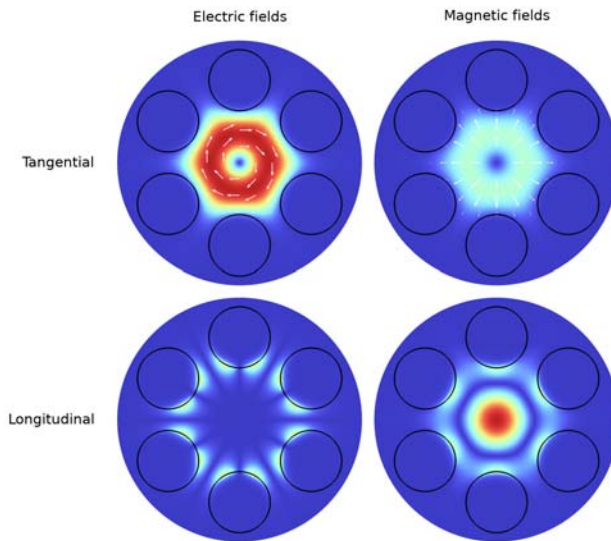 Electric fields
Magnetic fields
Tangential
Longitudinal